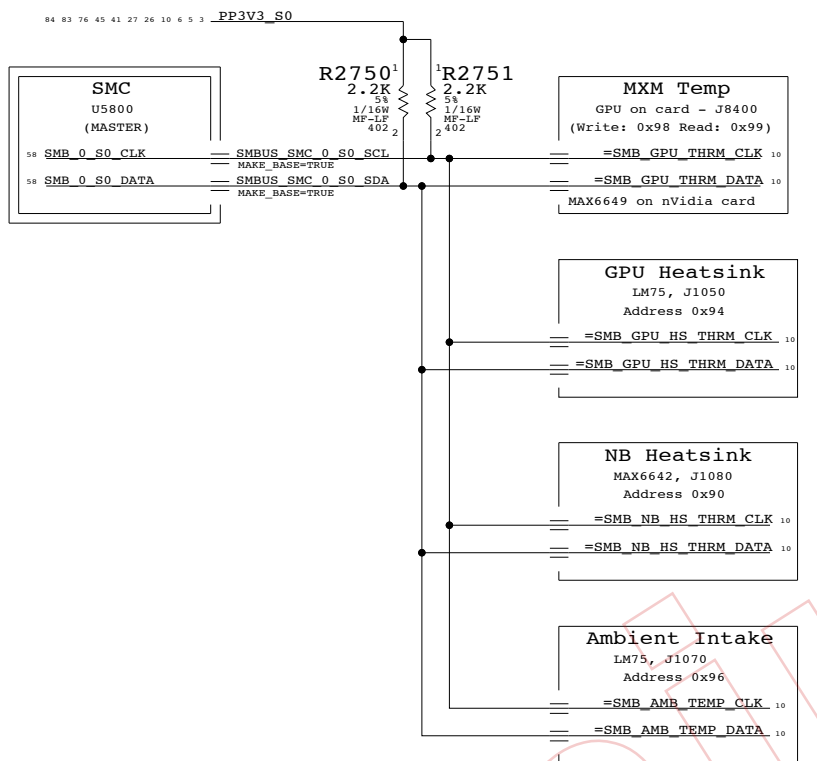 84 83 76 45 41 27 26 10 6 5 3 PP3V3_S0
SMC
U5800
(MASTER)
58 SMB_0_S0_CLK
58 SMB_0_S0_DATA
SMBUS_SMC_0_S0_SCL
MAKE_BASE=TRUE
SMBUS_SMC_0_S0_SDA
MAKE_BASE=TRUE
R2750
2.2K
5%
1/16W
MF-LF
402
1
2
R2751
2.2K
5%
1/16W
MF-LF
402
1
2
MXM Temp
GPU on card - J8400
(Write: 0x98 Read: 0x99)
=SMB_GPU_THRM_CLK 10
=SMB_GPU_THRM_DATA 10
MAX6649 on nVidia card
GPU Heatsink
LM75, J1050
Address 0x94
=SMB_GPU_HS_THRM_CLK 10
=SMB_GPU_HS_THRM_DATA 10
NB Heatsink
MAX6642, J1080
Address 0x90
=SMB_NB_HS_THRM_CLK 10
=SMB_NB_HS_THRM_DATA 10
Ambient Intake
LM75, J1070
Address 0x96
=SMB_AMB_TEMP_CLK 10
=SMB_AMB_TEMP_DATA 10